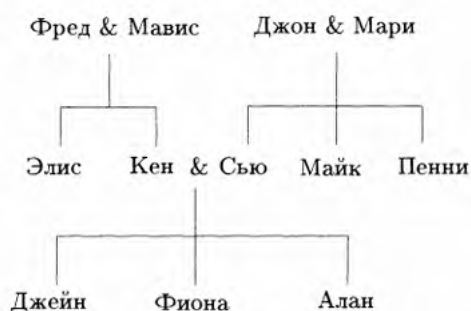 Фред & Мавис Джон & Мари
Элис Кен & Сью Майк Пенни
Джейн Фиона Алан